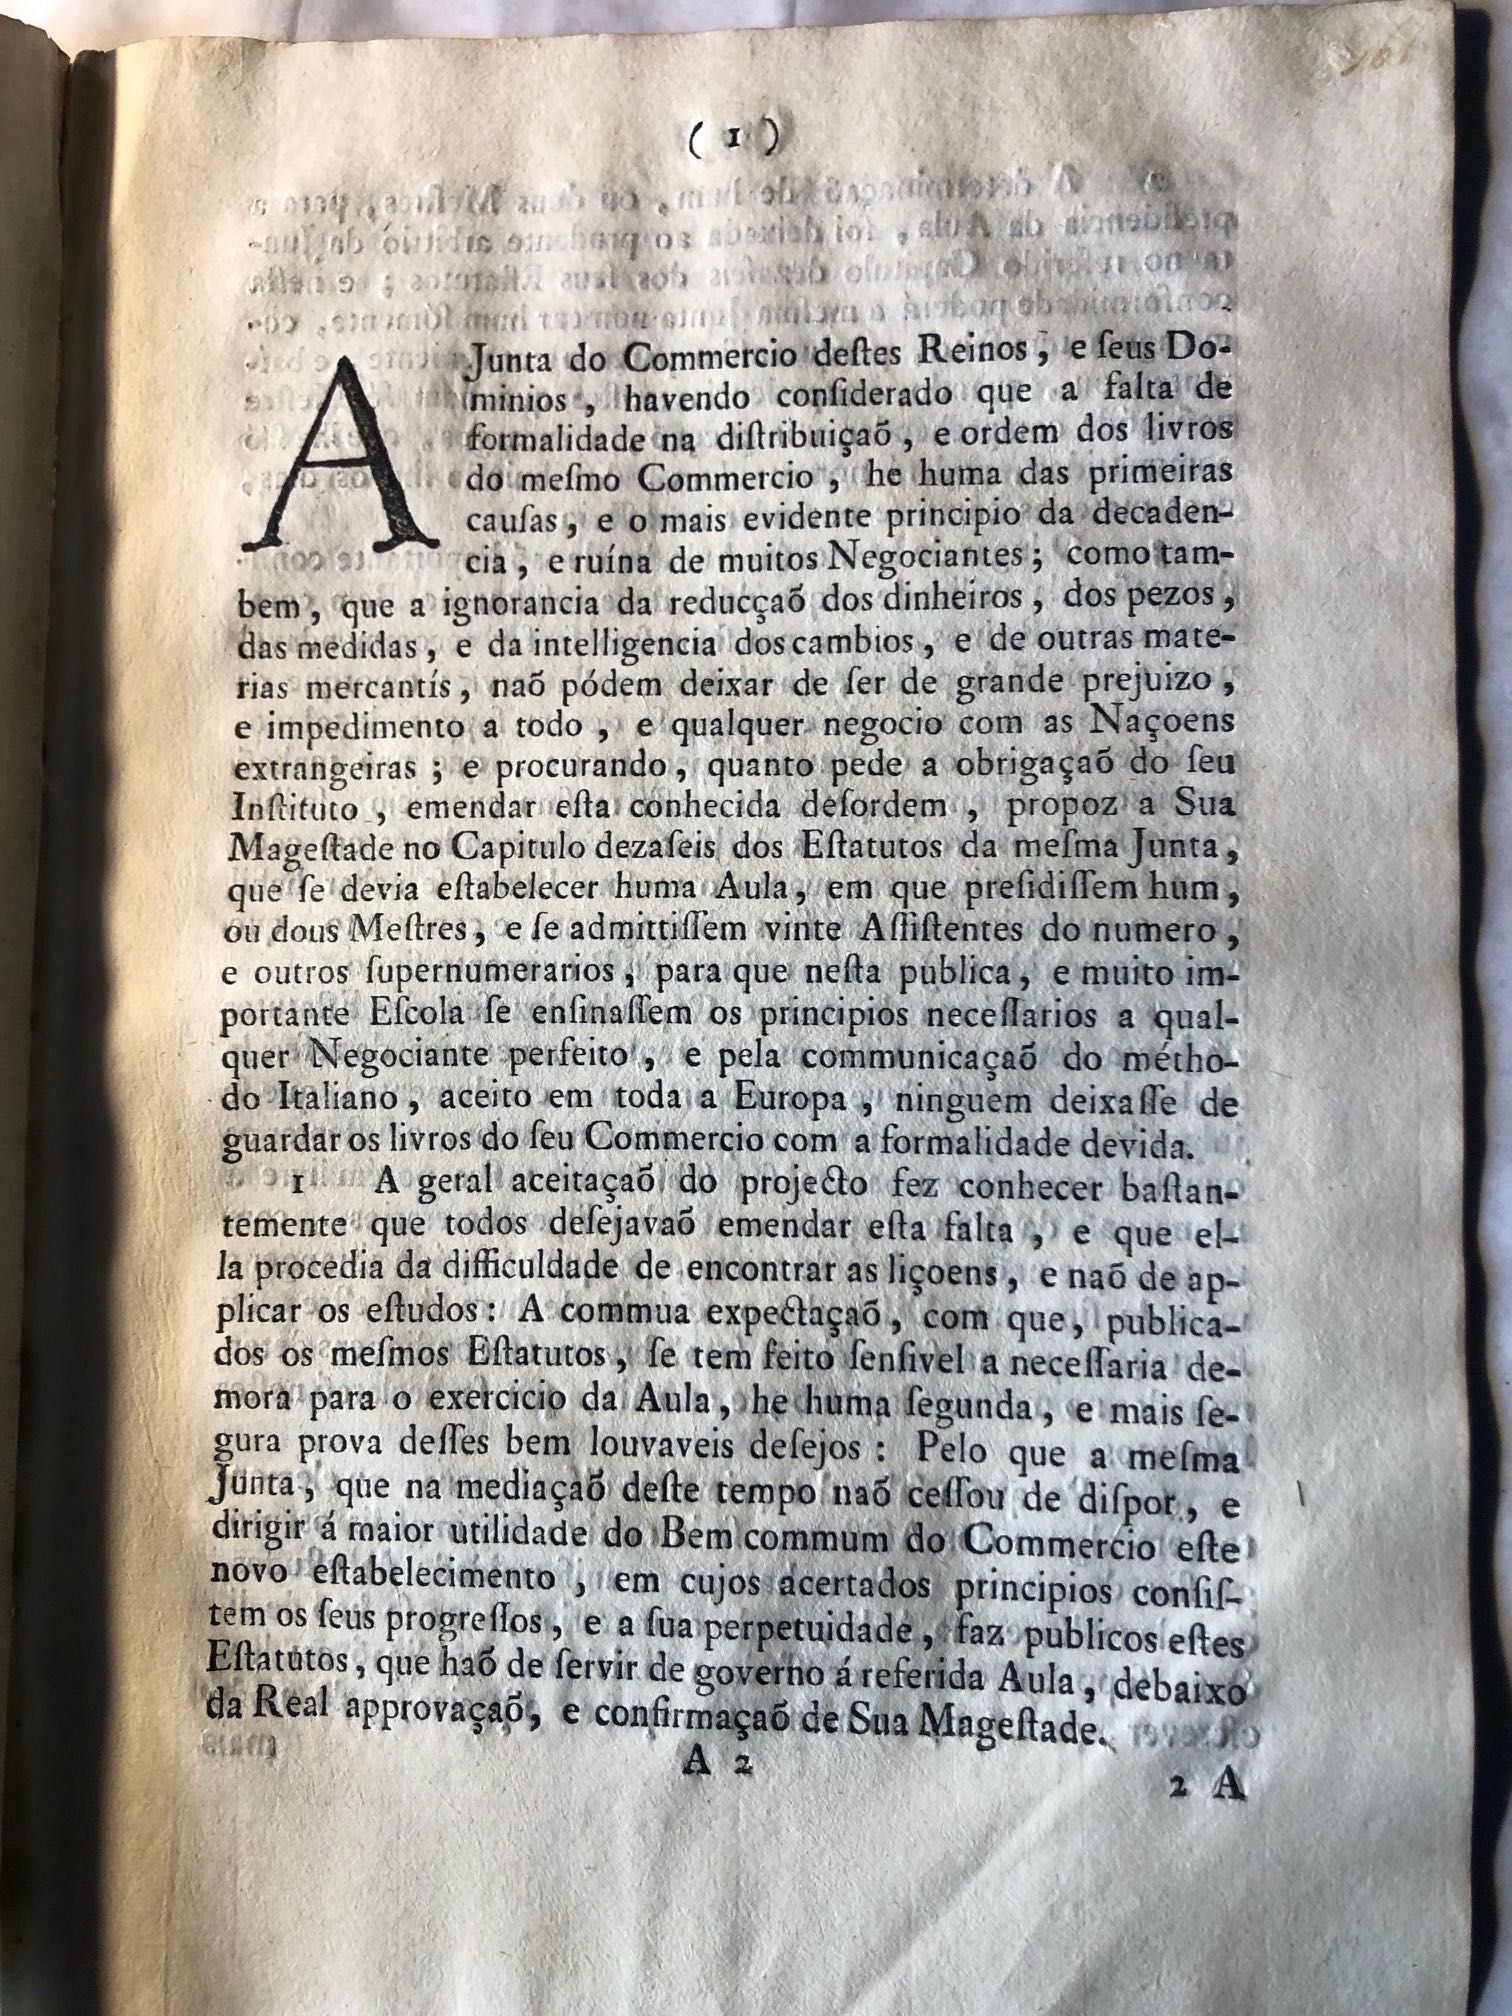 ( 1 )
A Junta do Commercio deſtes Reinos, e ſeus Do-
minios, havendo conſiderado que a falta de
formalidade na diſtribuiçaõ, e ordem dos livros
do meſmo Commercio, he huma das primeiras
cauſas, e o mais evidente principio da decaden-
cia, e ruína de muitos Negociantes; como tam-
bem, que a ignorancia da reducçaõ dos dinheiros, dos pezos,
das medidas, e da intelligencia dos cambios, e de outras mate-
rias mercantís, naõ pódem deixar de ſer de grande prejuizo,
e impedimento a todo, e qualquer negocio com as Naçoens
extrangeiras; e procurando, quanto pede a obrigaçaõ do ſeu
Inſtituto, emendar eſta conhecida deſordem, propoz a Sua
Mageſtade no Capitulo dezaſeis dos Eſtatutos da meſma Junta,
que ſe devia eſtabelecer huma Aula, em que preſidiſſem hum,
ou dous Meſtres, e ſe admittiſſem vinte Aſſiſtentes do numero,
e outros ſupernumerarios, para que neſta publica, e muito im-
portante Eſcola ſe enſinaſſem os principios neceſſarios a qual-
quer Negociante perfeito, e pela communicaçaõ do métho-
do Italiano, aceito em toda a Europa, ninguem deixaſſe de
guardar os livros do ſeu Commercio com a formalidade devida.
1 A geral aceitaçaõ do projecto fez conhecer baſtan-
temente que todos deſejavaõ emendar eſta falta, e que el-
la procedia da difficuldade de encontrar as liçoens, e naõ de ap-
plicar os eſtudos: A commua expectaçaõ, com que, publica-
dos os meſmos Eſtatutos, ſe tem feito ſenſivel a neceſſaria de-
mora para o exercicio da Aula, he huma ſegunda, e mais ſe-
gura prova deſſes bem louvaveis deſejos: Pelo que a meſma
Junta, que na mediaçaõ deſte tempo naõ ceſſou de diſpor, e
dirigir á maior utilidade do Bem commum do Commercio eſte
novo eſtabelecimento, em cujos acertados principios conſiſ-
tem os ſeus progreſſos, e a ſua perpetuidade, faz publicos eſtes
Eſtatutos, que haõ de ſervir de governo á referida Aula, debaixo
da Real approvaçaõ, e confirmaçaõ de Sua Mageſtade.
A 2
2 A